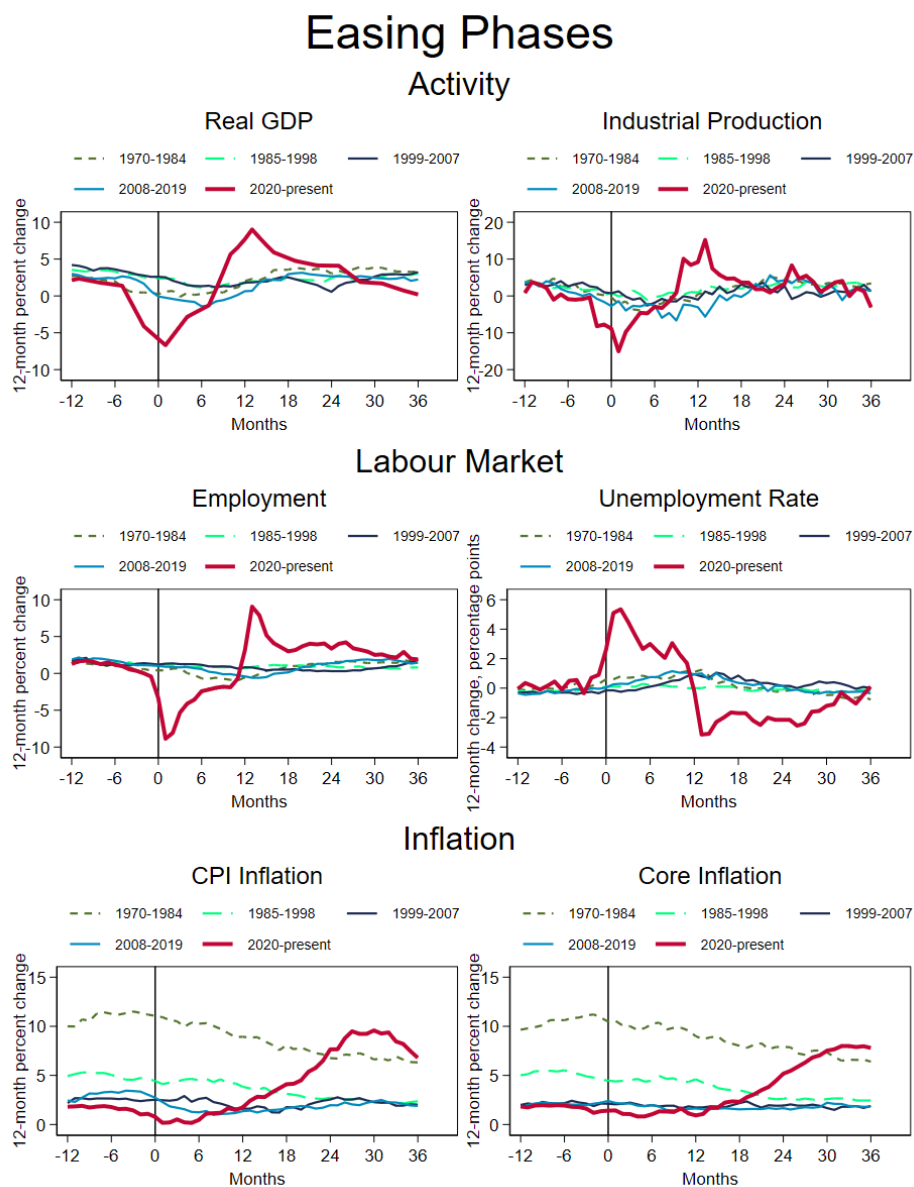 Easing Phases
Activity
Real GDP
Industrial Production
1970-1984 1985-1998 1999-2007
2008-2019 2020-present
1970-1984 1985-1998 1999-2007
2008-2019 2020-present
12-month percent change
10
5
0
-5
-10
-12 -6 0 6 12 18 24 30 36
Months
12-month percent change
20
10
0
-10
-20
-12 -6 0 6 12 18 24 30 36
Months
Labour Market
Employment
Unemployment Rate
1970-1984 1985-1998 1999-2007
2008-2019 2020-present
1970-1984 1985-1998 1999-2007
2008-2019 2020-present
12-month percent change
10
5
0
-5
-10
-12 -6 0 6 12 18 24 30 36
Months
12-month change, percentage points
6
4
2
0
-2
-4
-12 -6 0 6 12 18 24 30 36
Months
Inflation
CPI Inflation
Core Inflation
1970-1984 1985-1998 1999-2007
2008-2019 2020-present
1970-1984 1985-1998 1999-2007
2008-2019 2020-present
12-month percent change
15
10
5
0
-12 -6 0 6 12 18 24 30 36
Months
12-month percent change
15
10
5
0
-12 -6 0 6 12 18 24 30 36
Months